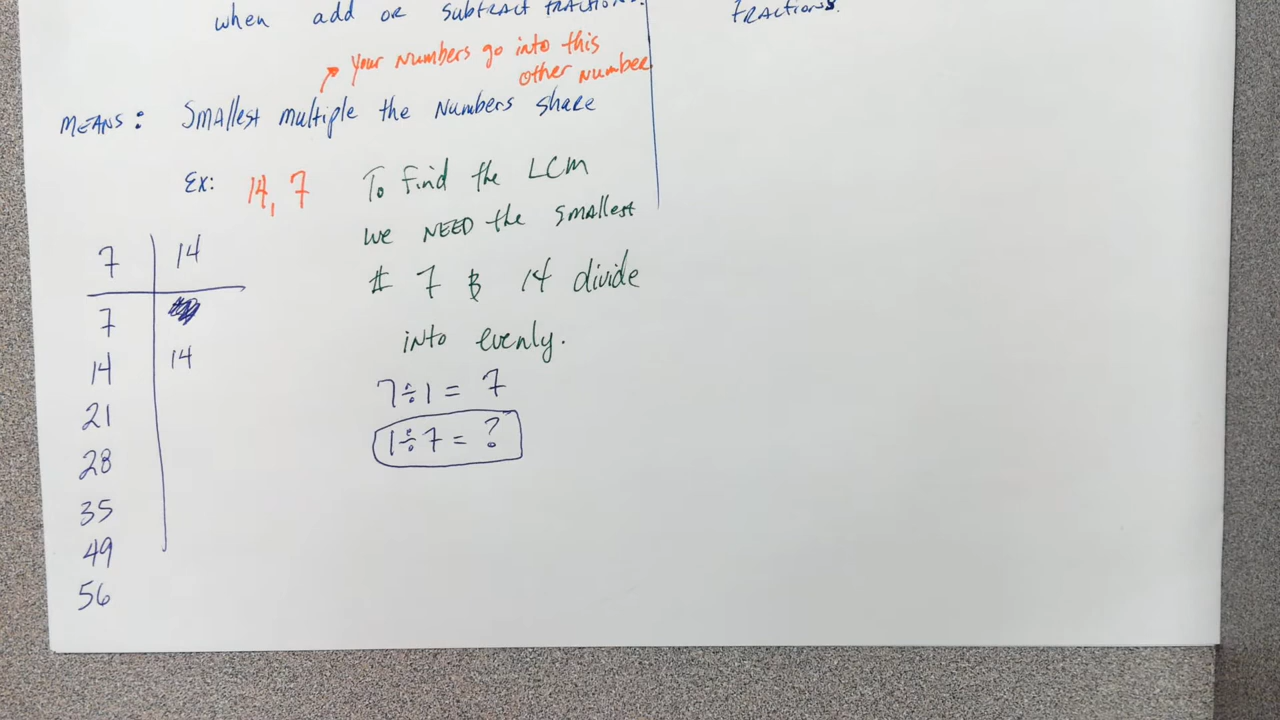 when add or subtract fractions.
fractions.
Your numbers go into this
other number
MEANS: Smallest multiple the numbers share
Ex: 14, 7
To find the LCM
we NEED the smallest
# 7 & 14 divide
into evenly.
7 14
7
14 14
21
28
35
49
56
7÷1 = 7
1÷7 = ?